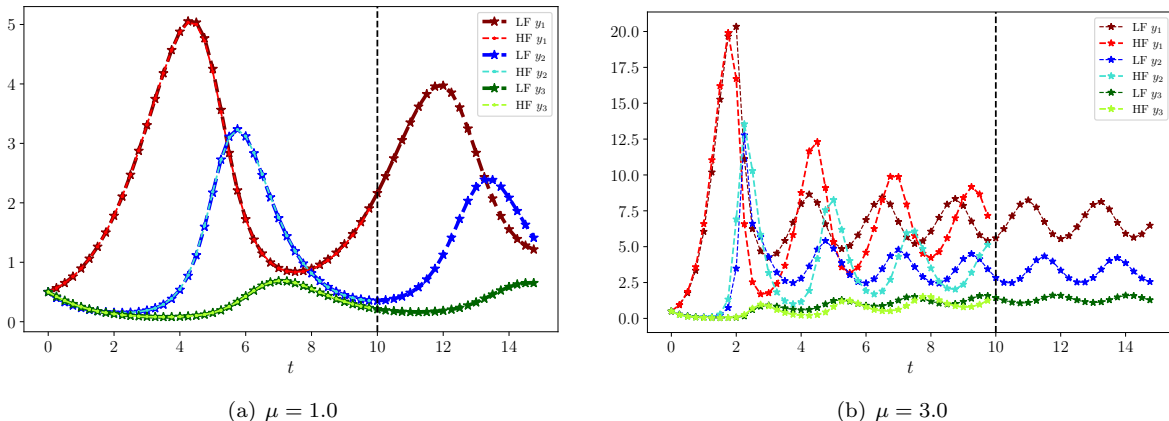 5
4
3
2
1
0
0 2 4 6 8 10 12 14
t
LF y₁
HF y₁
LF y₂
HF y₂
LF y₃
HF y₃
(a) μ = 1.0
20.0
17.5
15.0
12.5
10.0
7.5
5.0
2.5
0.0
0 2 4 6 8 10 12 14
t
LF y₁
HF y₁
LF y₂
HF y₂
LF y₃
HF y₃
(b) μ = 3.0